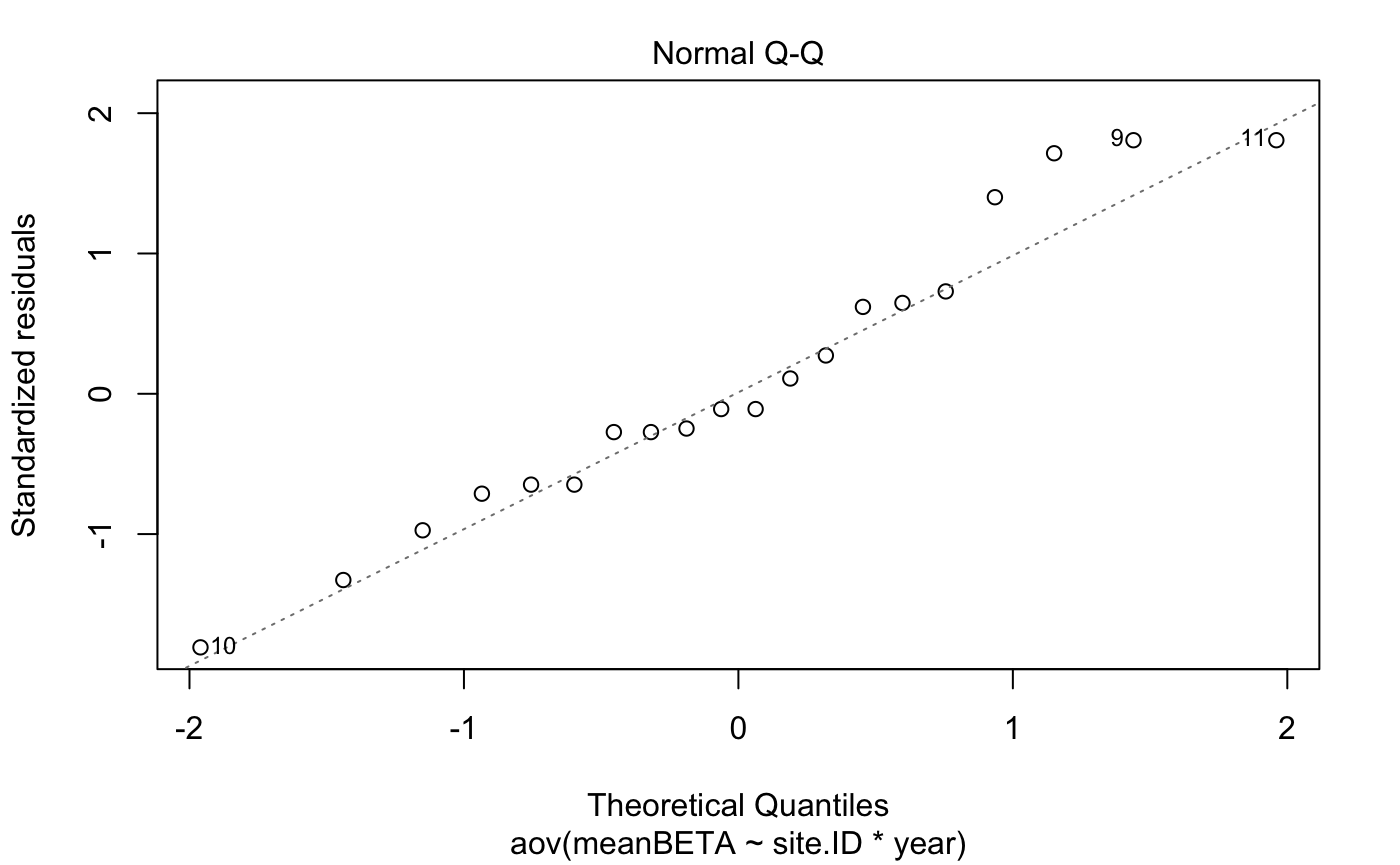 Normal Q-Q
Standardized residuals
2
1
0
-1
9
11
10
-2 -1 0 1 2
Theoretical Quantiles
aov(meanBETA ~ site.ID * year)